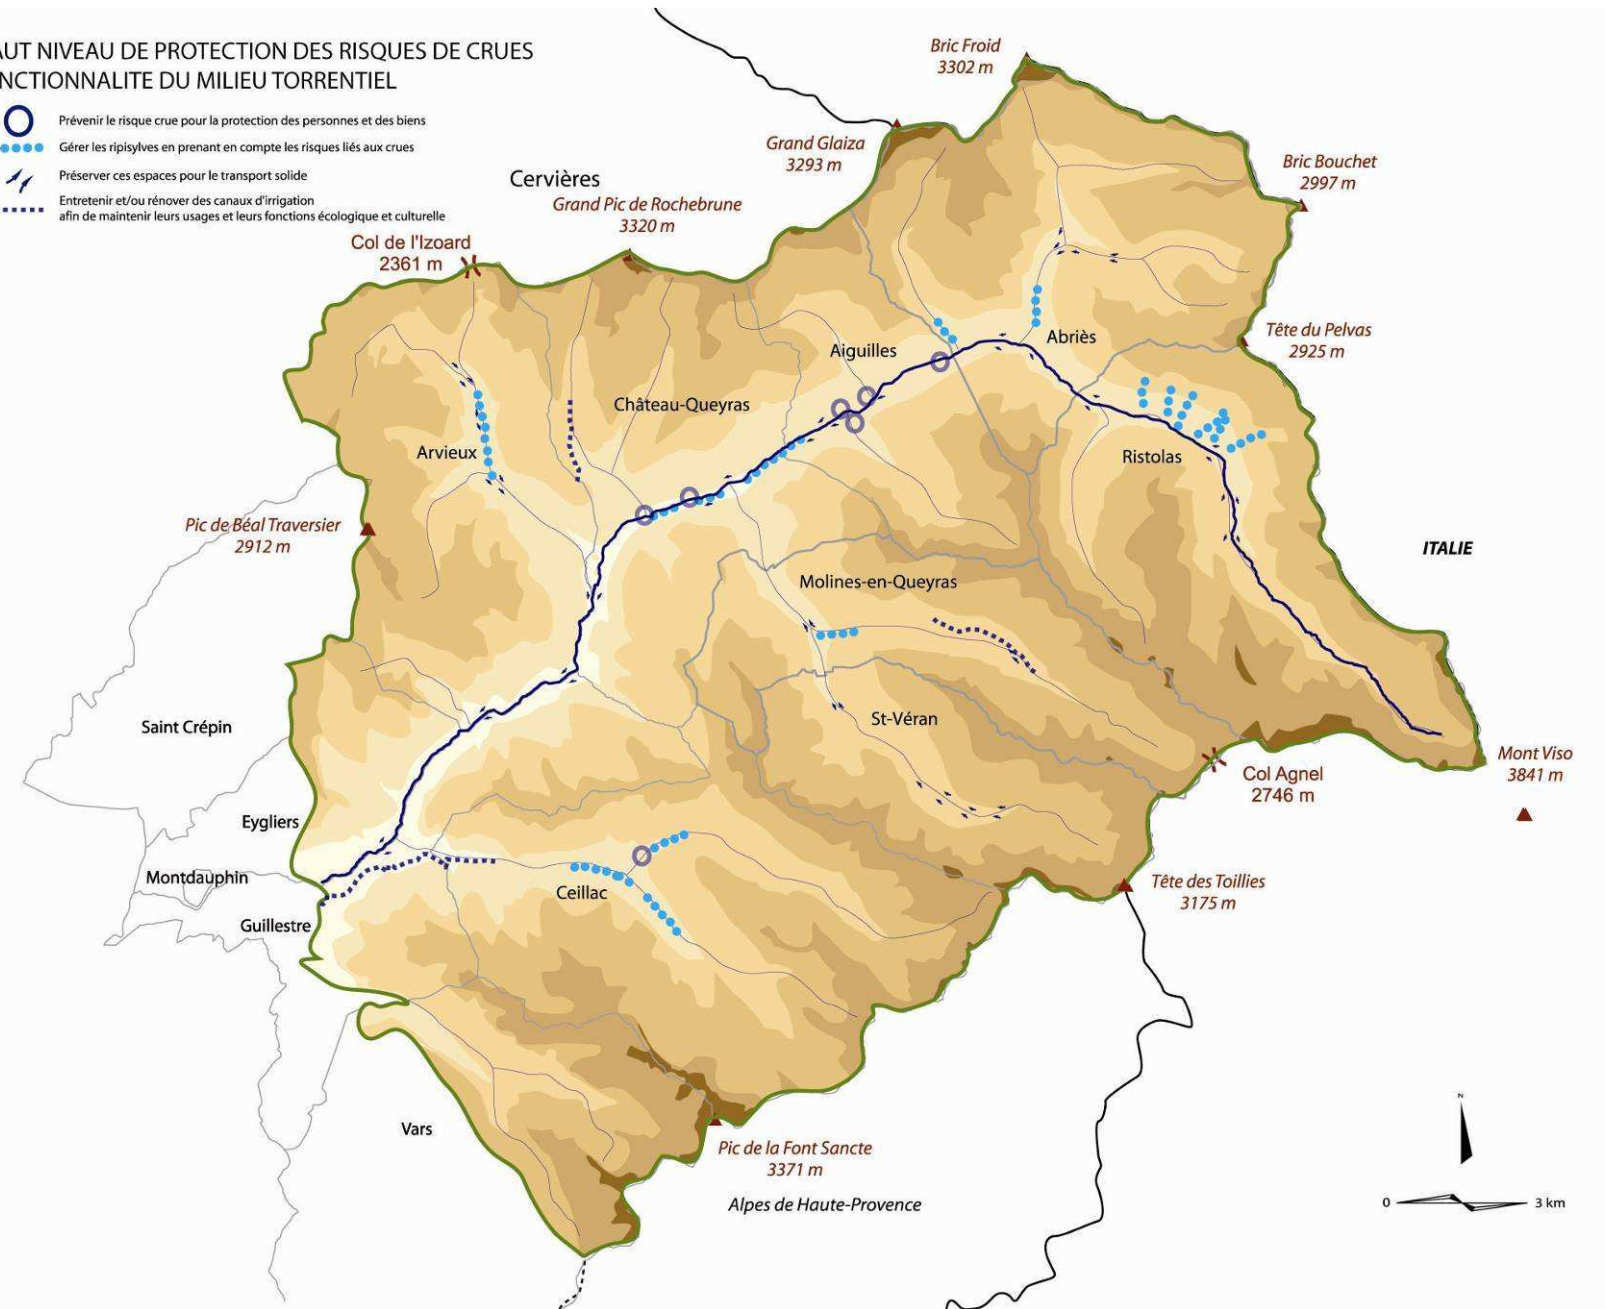 AUT NIVEAU DE PROTECTION DES RISQUES DE CRUES
NCTIONNALITE DU MILIEU TORRENTIEL
Prévenir le risque crue pour la protection des personnes et des biens
Gérer les ripisylves en prenant en compte les risques liés aux crues
Préserver ces espaces pour le transport solide
Entretenir et/ou rénover des canaux d'irrigation
afin de maintenir leurs usages et leurs fonctions écologique et culturelle
Bric Froid
3302 m
Grand Glaiza
3293 m
Bric Bouchet
2997 m
Cervières
Grand Pic de Rochebrune
3320 m
Col de l'Izoard
2361 m
Tête du Pelvas
2925 m
Abriès
Aiguilles
Château-Queyras
Arvieux
Ristolas
Pic de Béal Traversier
2912 m
ITALIE
Molines-en-Queyras
St-Véran
Saint Crépin
Mont Viso
3841 m
Col Agnel
2746 m
Eygliers
Montdauphin
Ceillac
Tête des Toillies
3175 m
Guillestre
Vars
Pic de la Font Sancte
3371 m
Alpes de Haute-Provence
N
0
3 km